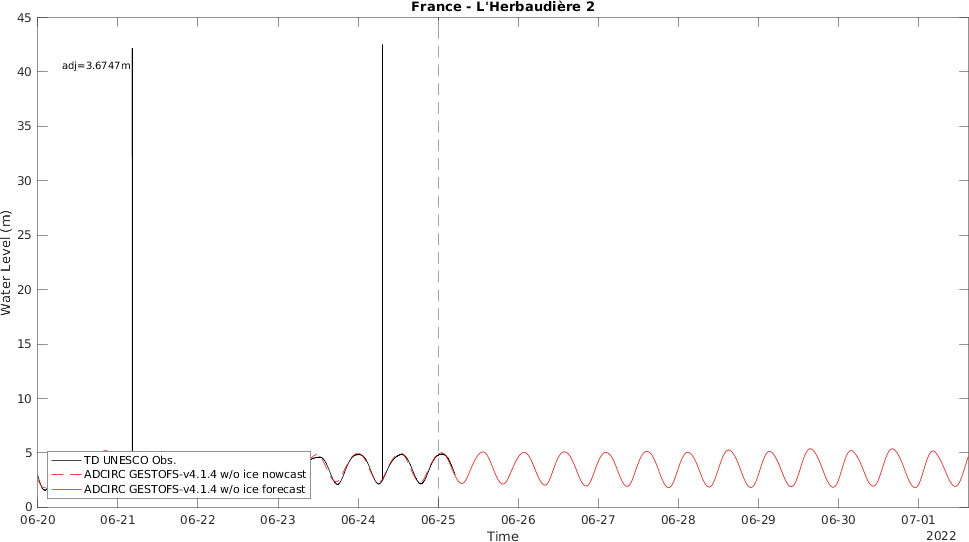 France - L'Herbaudière 2
45
40
35
30
25
20
15
10
5
0
Water Level (m)
adj=3.6747m
TD UNESCO Obs.
ADCIRC GESTOFS-v4.1.4 w/o ice nowcast
ADCIRC GESTOFS-v4.1.4 w/o ice forecast
06-20 06-21 06-22 06-23 06-24 06-25 06-26 06-27 06-28 06-29 06-30 07-01
Time
2022